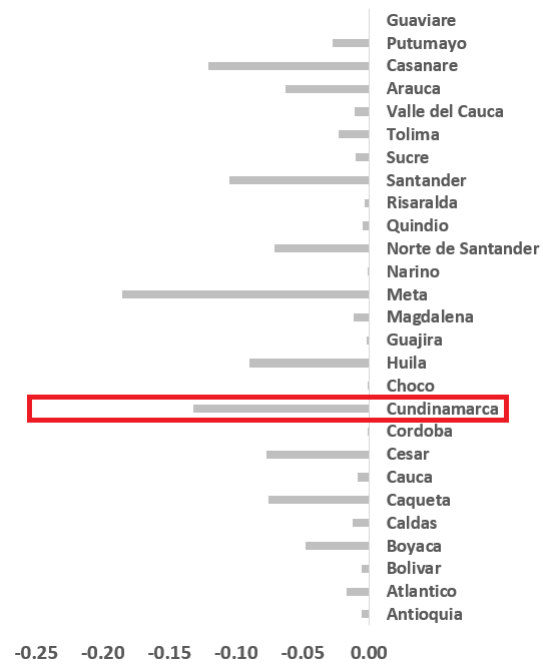 Guaviare
Putumayo
Casanare
Arauca
Valle del Cauca
Tolima
Sucre
Santander
Risaralda
Quindio
Norte de Santander
Narino
Meta
Magdalena
Guajira
Huila
Choco
Cundinamarca
Cordoba
Cesar
Cauca
Caqueta
Caldas
Boyaca
Bolivar
Atlantico
Antioquia
-0.25 -0.20 -0.15 -0.10 -0.05 0.00